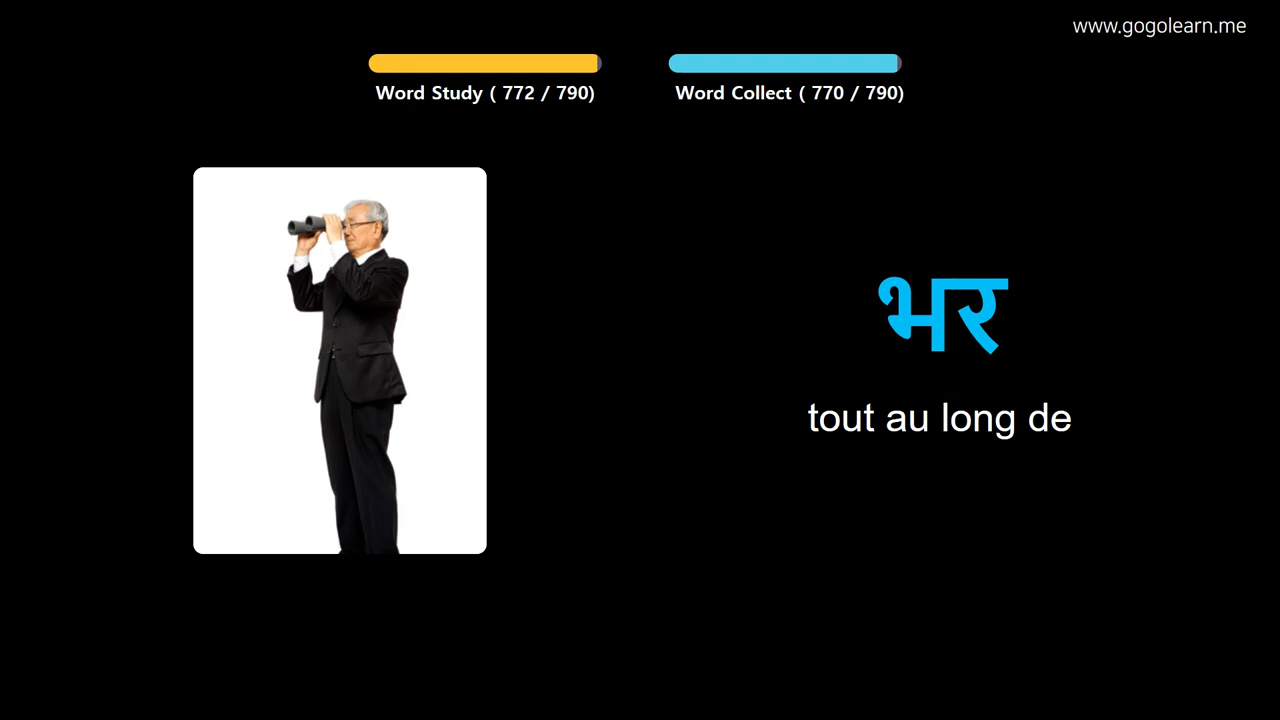 www.gogolearn.me
Word Study ( 772 / 790)
Word Collect ( 770 / 790)
भर
tout au long de